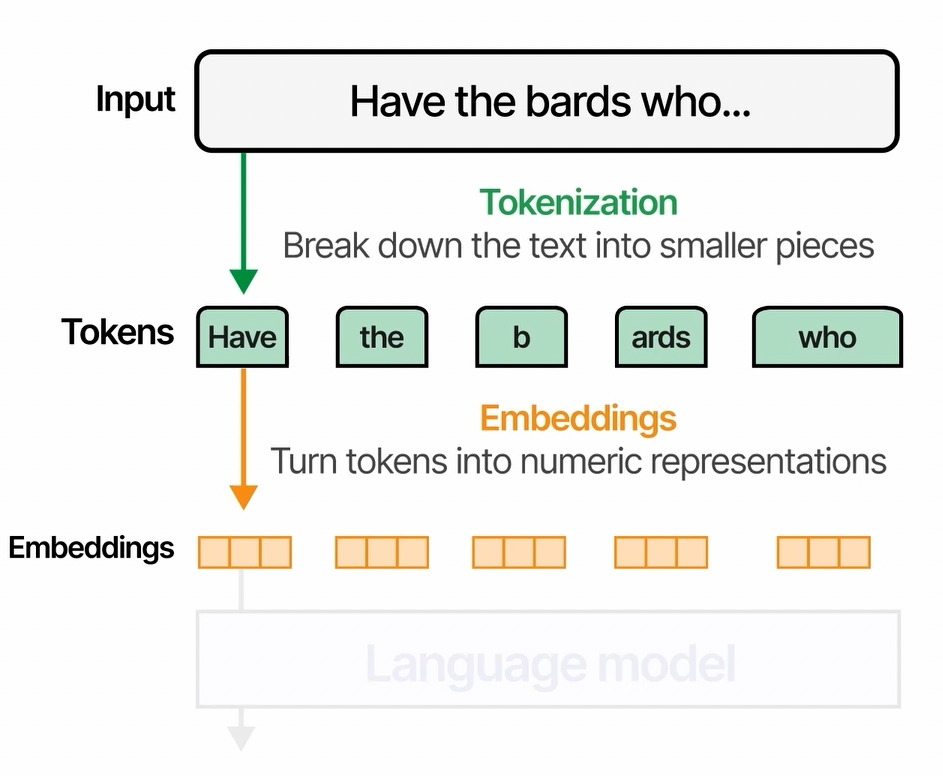 Input
Have the bards who...
Tokenization
Break down the text into smaller pieces
Tokens
Have the b ards who
Embeddings
Turn tokens into numeric representations
Embeddings
Language model